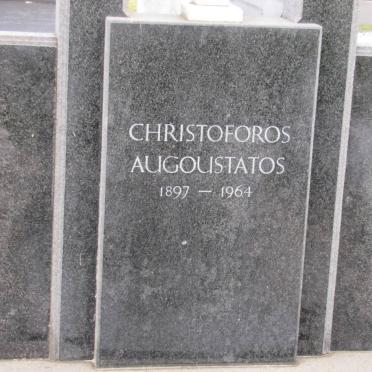 CHRISTOFOROS
AUGOUSTATOS
1897 — 1964